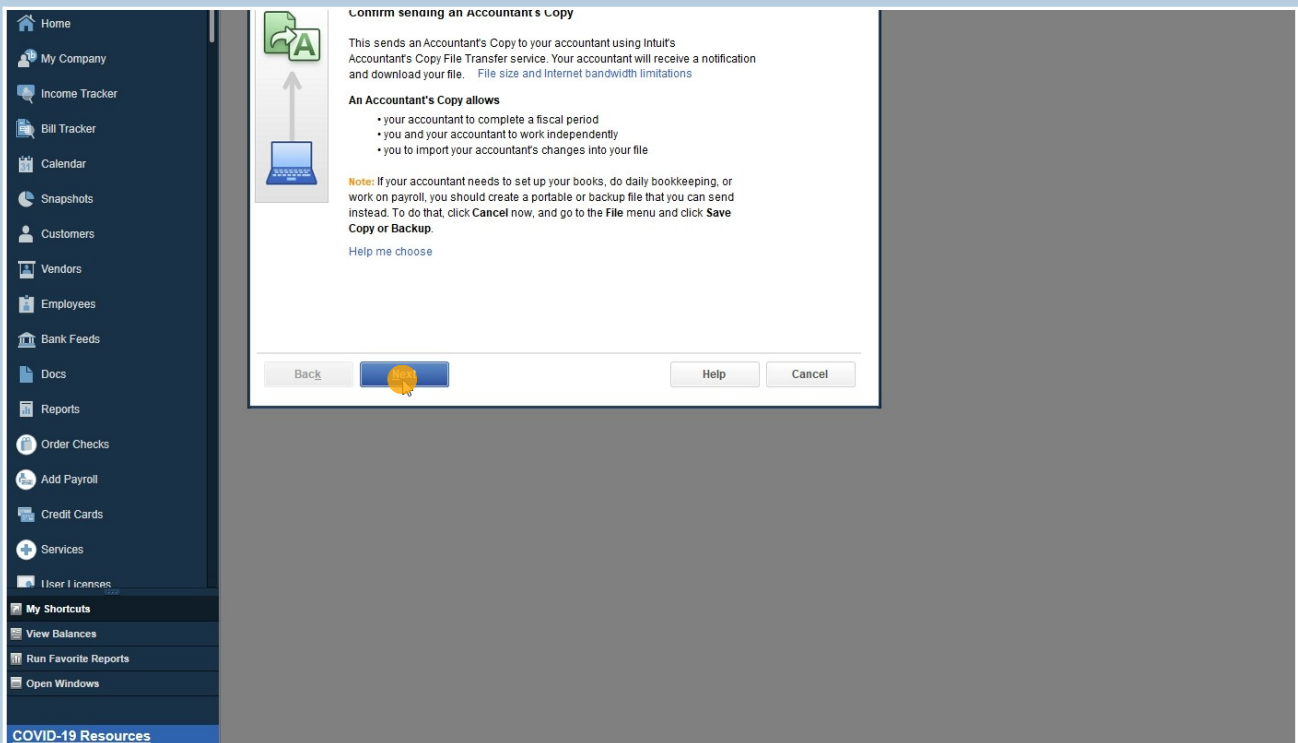 Home
My Company
Income Tracker
Bill Tracker
31
Calendar
Snapshots
Customers
Vendors
Employees
Bank Feeds
Docs
Reports
Order Checks
Add Payroll
Credit Cards
Services
User Licenses
My Shortcuts
View Balances
Run Favorite Reports
Open Windows
COVID-19 Resources
A
Confirm sending an Accountant's Copy
This sends an Accountant's Copy to your accountant using Intuit's
Accountant's Copy File Transfer service. Your accountant will receive a notification
and download your file. File size and Internet bandwidth limitations
An Accountant's Copy allows
• your accountant to complete a fiscal period
• you and your accountant to work independently
• you to import your accountant's changes into your file
Note: If your accountant needs to set up your books, do daily bookkeeping, or
work on payroll, you should create a portable or backup file that you can send
instead. To do that, click Cancel now, and go to the File menu and click Save
Copy or Backup.
Help me choose
Back
Next
Help
Cancel